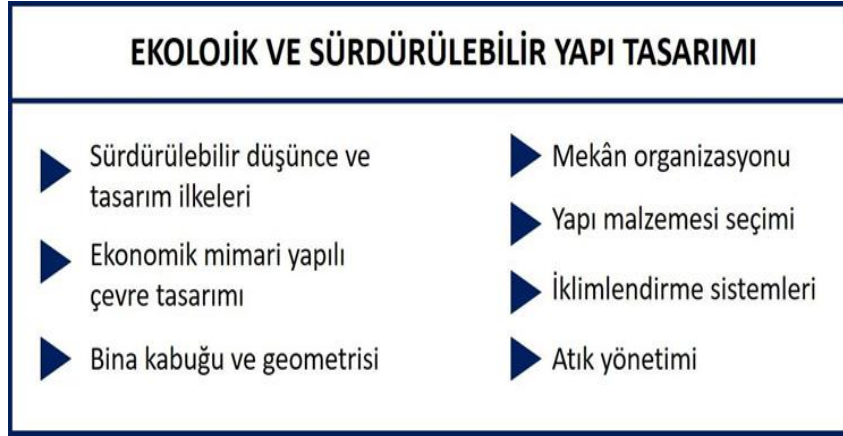 EKOLOJİK VE SÜRDÜRÜLEBİLİR YAPI TASARIMI
Sürdürülebilir düşünce ve
tasarım ilkeleri
Ekonomik mimari yapılı
çevre tasarımı
Bina kabuğu ve geometrisi
Mekân organizasyonu
Yapı malzemesi seçimi
İklimlendirme sistemleri
Atık yönetimi